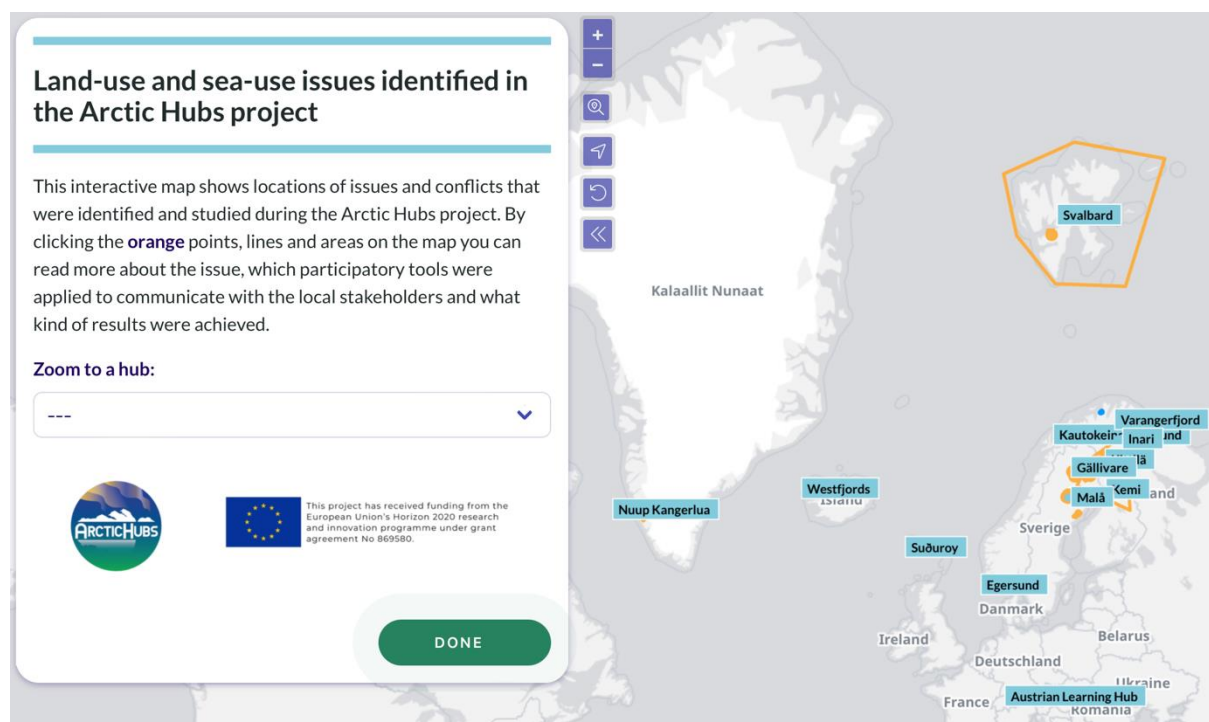 Land-use and sea-use issues identified in
the Arctic Hubs project
This interactive map shows locations of issues and conflicts that
were identified and studied during the Arctic Hubs project. By
clicking the orange points, lines and areas on the map you can
read more about the issue, which participatory tools were
applied to communicate with the local stakeholders and what
kind of results were achieved.
Zoom to a hub:
---
ARCTICHUBS
This project has received funding from the
European Union's Horizon 2020 research
and innovation programme under grant
agreement No 869580.
DONE
+
−
Svalbard
Kalaallit Nunaat
Varangerfjord
Inari
Gällivare
Kemi
Malå
Westfjords
Nuup Kangerlua
Sverige
Suðuroy
Egersund
Danmark
Ireland
Belarus
Deutschland
Ukraine
France
Austrian Learning Hub
Romania